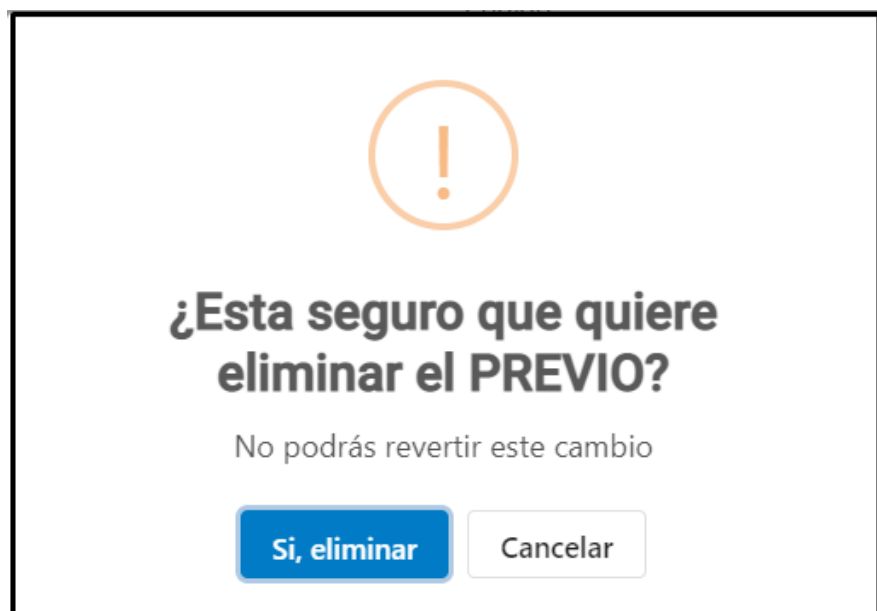 ¿Esta seguro que quiere
eliminar el PREVIO?
No podrás revertir este cambio
Si, eliminar
Cancelar